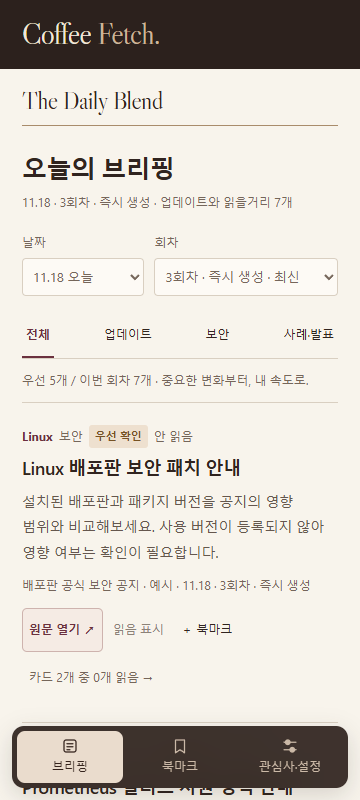 Coffee Fetch.
The Daily Blend
오늘의 브리핑
11.18 · 3회차 · 즉시 생성 · 업데이트와 읽을거리 7개
날짜 회차
11.18 오늘 3회차 · 즉시 생성 · 최신
전체 업데이트 보안 사례·발표
우선 5개 / 이번 회차 7개 · 중요한 변화부터, 내 속도로.
Linux 보안 우선 확인 안 읽음
Linux 배포판 보안 패치 안내
설치된 배포판과 패키지 버전을 공지의 영향
범위와 비교해보세요. 사용 버전이 등록되지 않아
영향 여부는 확인이 필요합니다.
배포판 공식 보안 공지 · 예시 · 11.18 · 3회차 · 즉시 생성
원문 열기 ↗ 읽음 표시 + 북마크
카드 2개 중 0개 읽음 →
브리핑 북마크 관심사·설정
Prometheus